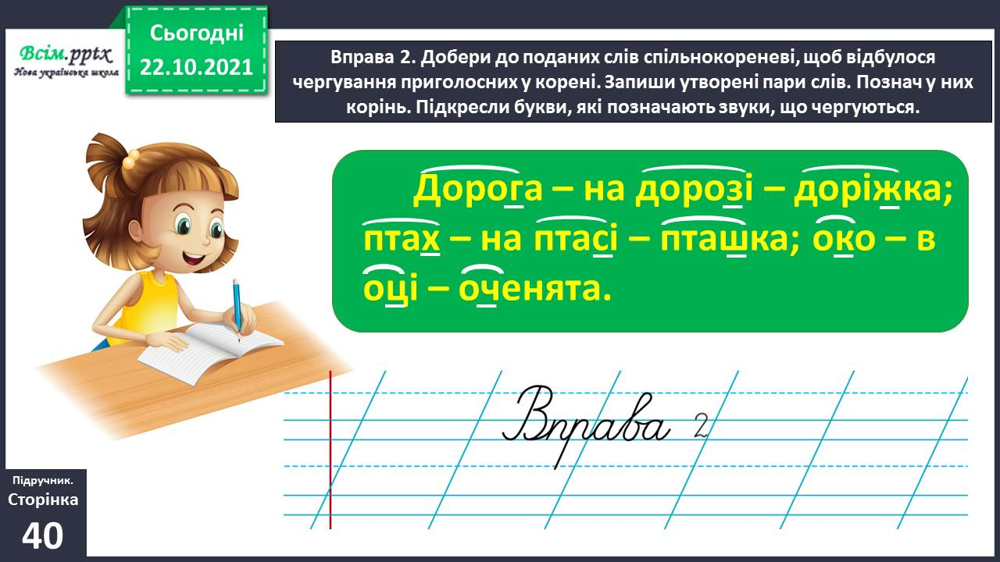 Всім.pptx
Нова українська школа
Сьогодні
22.10.2021
Вправа 2. Добери до поданих слів спільнокореневі, щоб відбулося
чергування приголосних у корені. Запиши утворені пари слів. Познач у них
корінь. Підкресли букви, які позначають звуки, що чергуються.
Дорога – на дорозі – доріжка;
птах – на птасі – пташка; око – в
оці – оченята.
Вправа 2
Підручник.
Сторінка
40